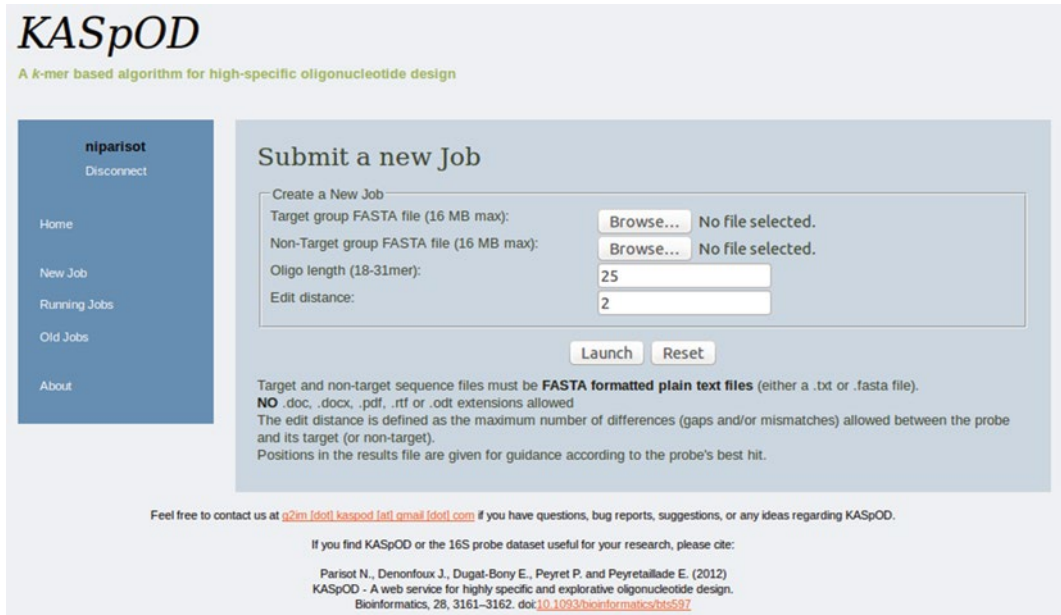 KASpOD
A k-mer based algorithm for high-specific oligonucleotide design
niparisot
Disconnect
Home
New Job
Running Jobs
Old Jobs
About
Submit a new Job
Create a New Job
Target group FASTA file (16 MB max): Browse... No file selected.
Non-Target group FASTA file (16 MB max): Browse... No file selected.
Oligo length (18-31mer): 25
Edit distance: 2
Launch Reset
Target and non-target sequence files must be FASTA formatted plain text files (either a .txt or .fasta file).
NO .doc, .docx, .pdf, .rtf or .odt extensions allowed
The edit distance is defined as the maximum number of differences (gaps and/or mismatches) allowed between the probe
and its target (or non-target).
Positions in the results file are given for guidance according to the probe's best hit.
Feel free to contact us at g2im [dot] kaspod [at] gmail [dot] com if you have questions, bug reports, suggestions, or any ideas regarding KASpOD.
If you find KASpOD or the 16S probe dataset useful for your research, please cite:
Parisot N., Denonfoux J., Dugat-Bony E., Peyret P. and Peyretaillade E. (2012)
KASpOD - A web service for highly specific and explorative oligonucleotide design.
Bioinformatics, 28, 3161–3162. doi:10.1093/bioinformatics/bts597